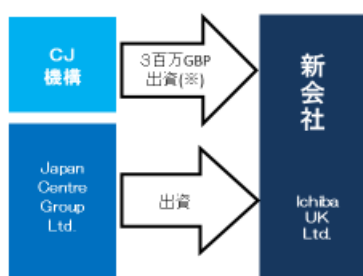 CJ
機構
3百万GBP
出資(※)
Japan
Centre
Group
Ltd.
出資
新会社
Ichiba
UK
Ltd.